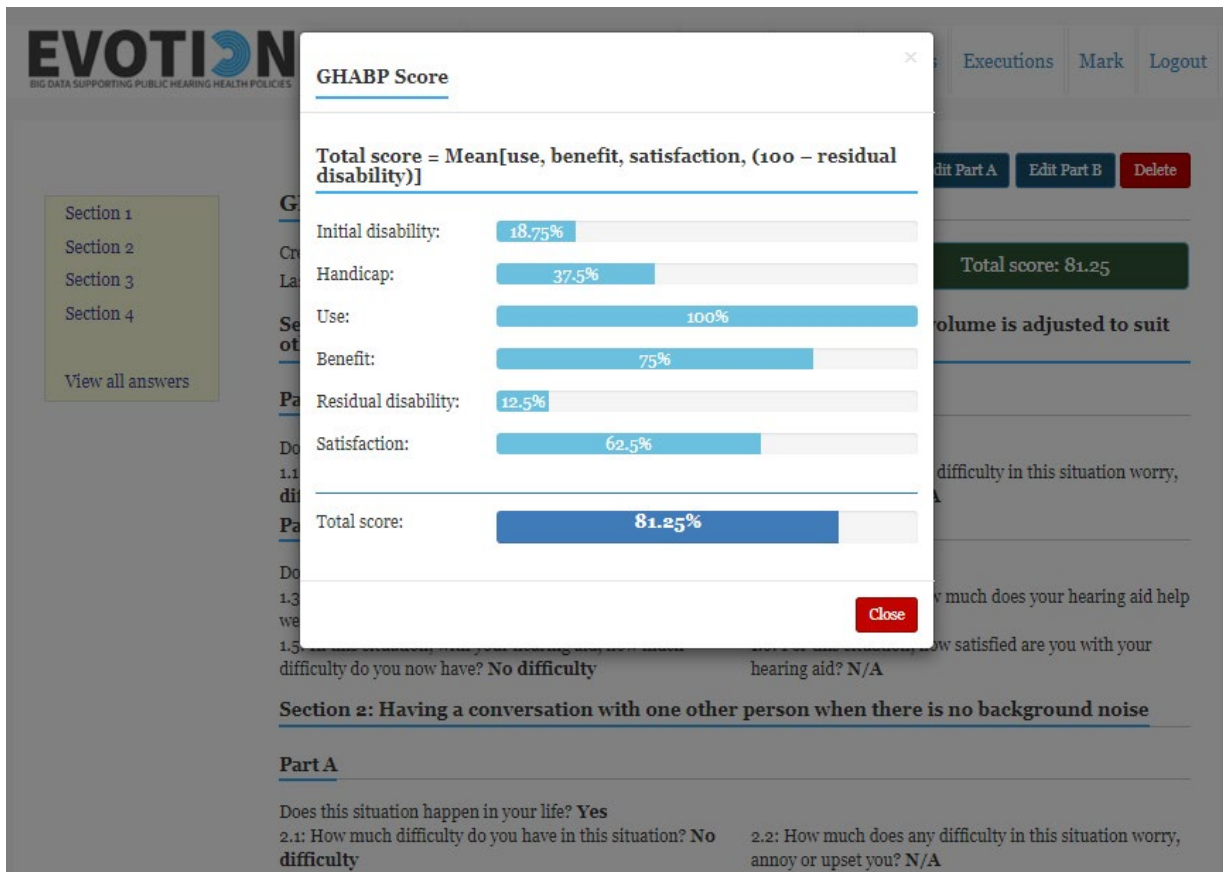 EVOTION
BIG DATA SUPPORTING PUBLIC HEARING HEALTH POLICIES
Executions Mark Logout
GHABP Score
×
Total score = Mean[use, benefit, satisfaction, (100 – residual
disability)]
Initial disability: 18.75%
Handicap: 37.5%
Use: 100%
Benefit: 75%
Residual disability: 12.5%
Satisfaction: 62.5%
Total score: 81.25%
Close
Part A Edit Part B Delete
Section 1
Section 2
Section 3
Section 4
View all answers
Total score: 81.25
volume is adjusted to suit
difficulty in this situation worry,
much does your hearing aid help
difficulty do you now have? No difficulty
satisfied are you with your
hearing aid? N/A
Section 2: Having a conversation with one other person when there is no background noise
Part A
Does this situation happen in your life? Yes
2.1: How much difficulty do you have in this situation? No
difficulty
2.2: How much does any difficulty in this situation worry,
annoy or upset you? N/A